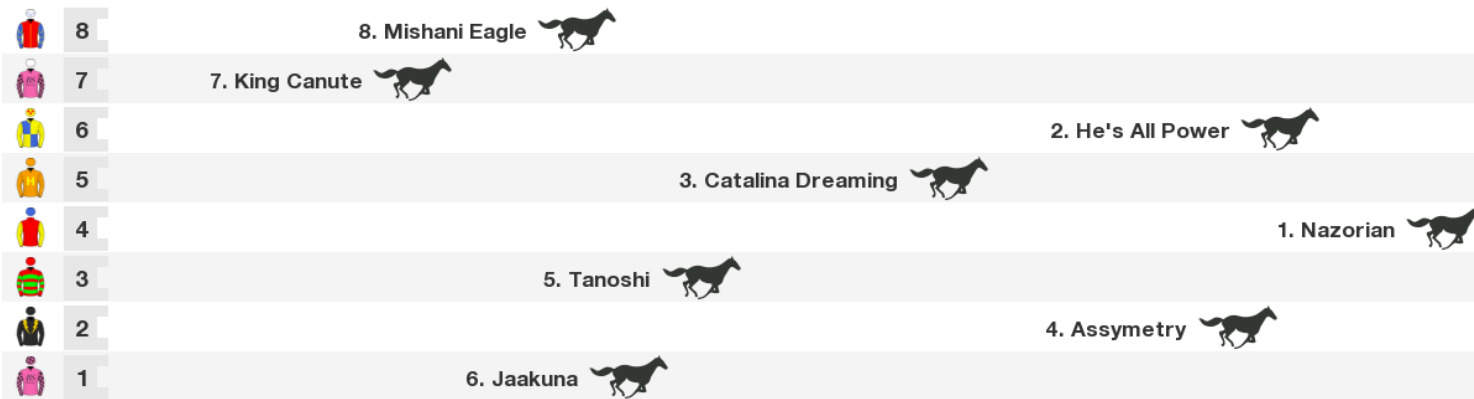 8 8. Mishani Eagle
7 7. King Canute
6 2. He's All Power
5 3. Catalina Dreaming
4 1. Nazorian
3 5. Tanoshi
2 4. Assymetry
1 6. Jaakuna